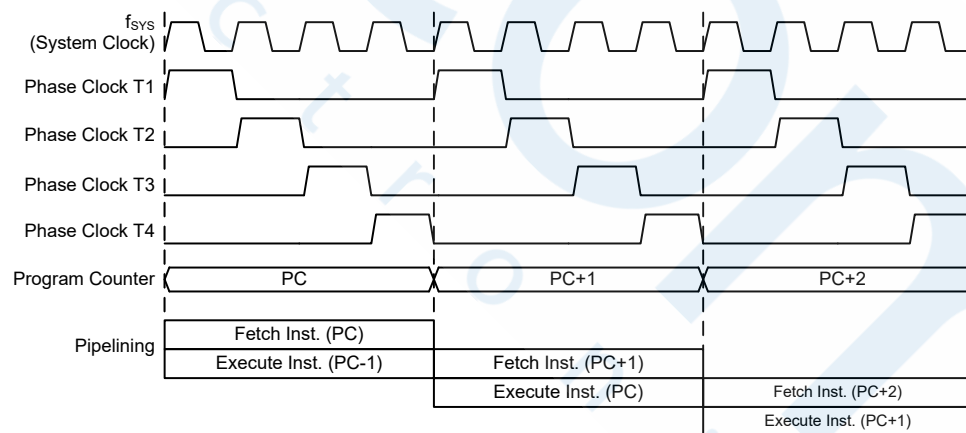 fSYS
(System Clock)
Phase Clock T1
Phase Clock T2
Phase Clock T3
Phase Clock T4
Program Counter PC PC+1 PC+2
Pipelining
Fetch Inst. (PC)
Execute Inst. (PC-1) Fetch Inst. (PC+1)
Execute Inst. (PC) Fetch Inst. (PC+2)
Execute Inst. (PC+1)